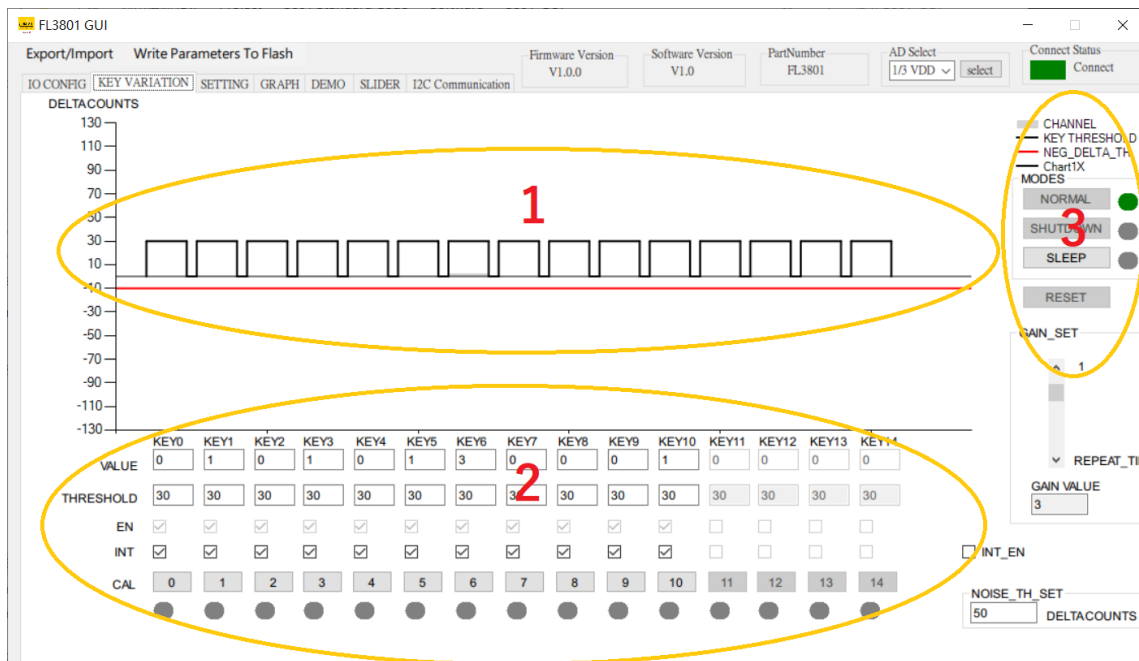 FL3801 GUI
Export/Import Write Parameters To Flash
Firmware Version
V1.0.0
Software Version
V1.0
PartNumber
FL3801
AD Select
1/3 VDD select
Connect Status
Connect
IO CONFIG KEY VARIATION SETTING GRAPH DEMO SLIDER I2C Communication
DELTACOUNTS
130
110
90
70
50
30
10
-10
-30
-50
-70
-90
-110
-130
1
CHANNEL
KEY THRESHOLD
NEG_DELTA_TH
Chart1X
MODES
NORMAL
SHUTDOWN
3
SLEEP
RESET
GAIN_SET
1
REPEAT_TI
GAIN VALUE
3
KEY0 KEY1 KEY2 KEY3 KEY4 KEY5 KEY6 KEY7 KEY8 KEY9 KEY10 KEY11 KEY12 KEY13 KEY14
VALUE 0 1 0 1 0 1 3 0 0 0 1 0 0 0 0
2
THRESHOLD 30 30 30 30 30 30 30 30 30 30 30 30 30 30
EN
INT
INT_EN
CAL 0 1 2 3 4 5 6 7 8 9 10 11 12 13 14
NOISE_TH_SET
50 DELTACOUNTS